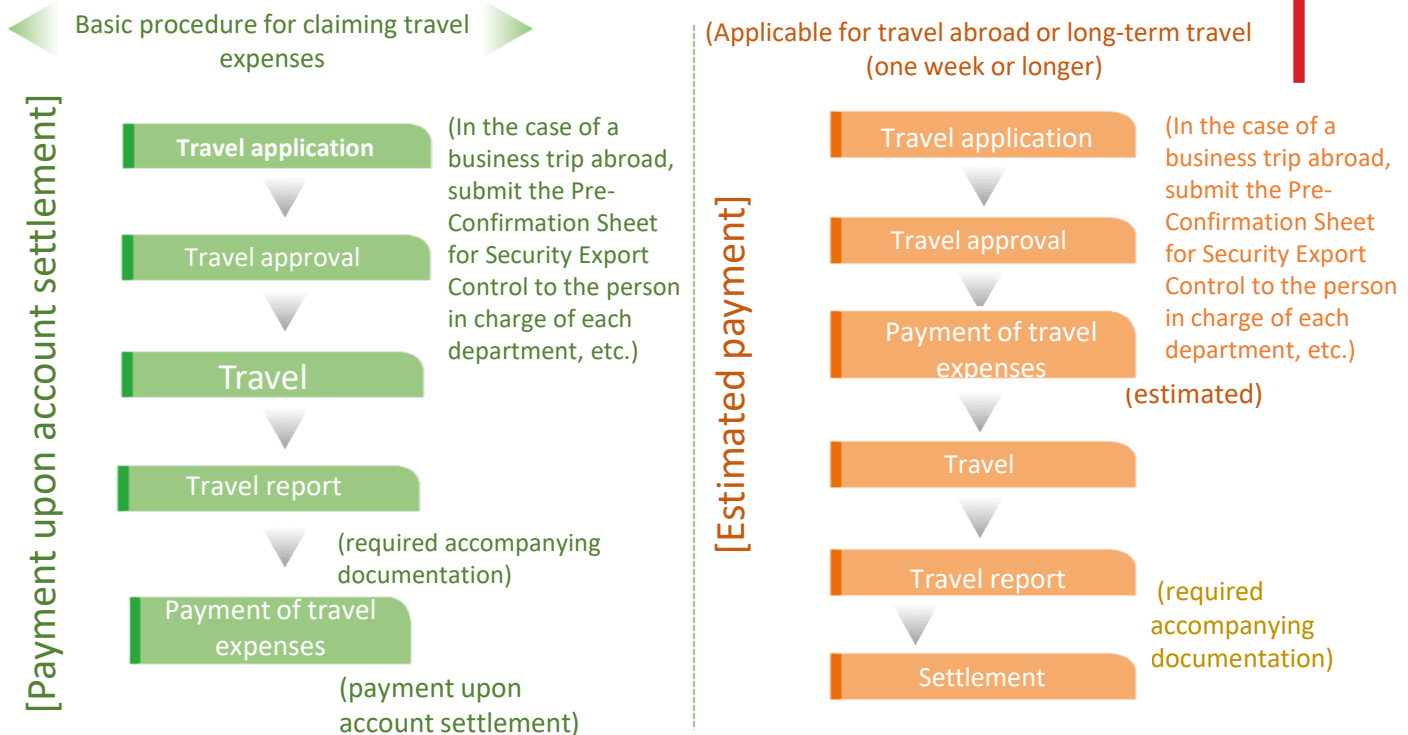 Basic procedure for claiming travel
expenses
[Payment upon account settlement]
Travel application
(In the case of a
business trip abroad,
submit the Pre-
Confirmation Sheet
for Security Export
Control to the person
in charge of each
department, etc.)
Travel approval
Travel
Travel report
(required accompanying
documentation)
Payment of travel
expenses
(payment upon
account settlement)
(Applicable for travel abroad or long-term travel
(one week or longer)
[Estimated payment]
Travel application
(In the case of a
business trip abroad,
submit the Pre-
Confirmation Sheet
for Security Export
Control to the person
in charge of each
department, etc.)
Travel approval
Payment of travel
expenses
(estimated)
Travel
Travel report
(required
accompanying
documentation)
Settlement